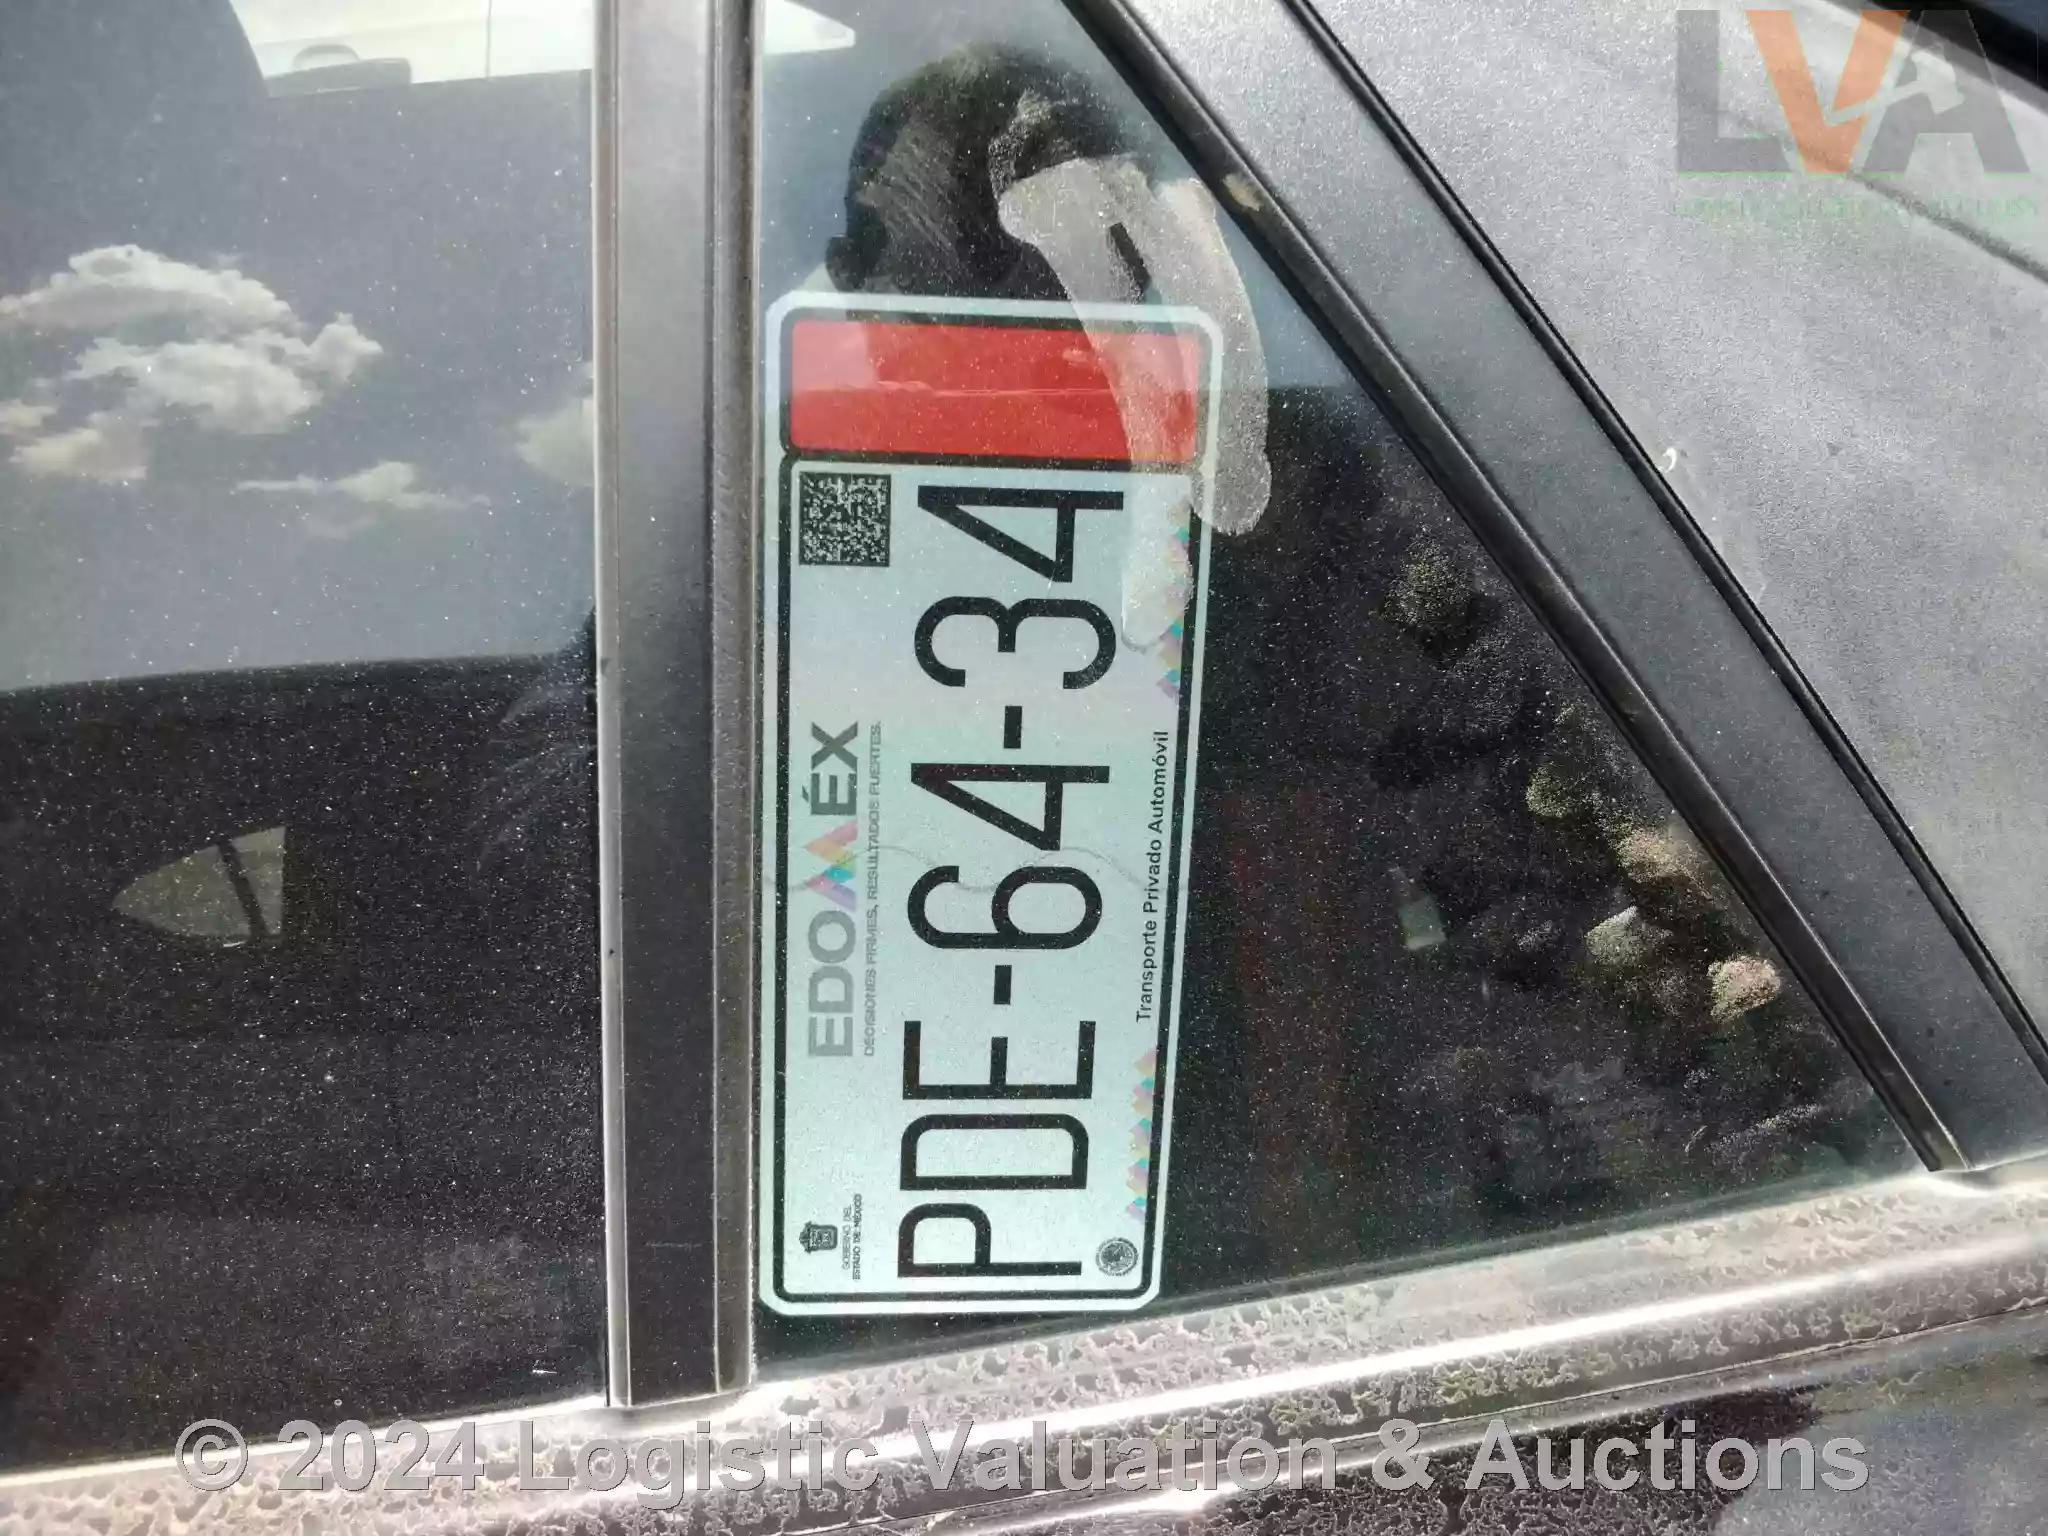 LVA
GOBIERNO DEL
ESTADO DE MÉXICO
EDOMÉX
DECISIONES FIRMES, RESULTADOS FUERTES.
PDE-64-34
Transporte Privado Automóvil
© 2024 Logistic Valuation & Auctions